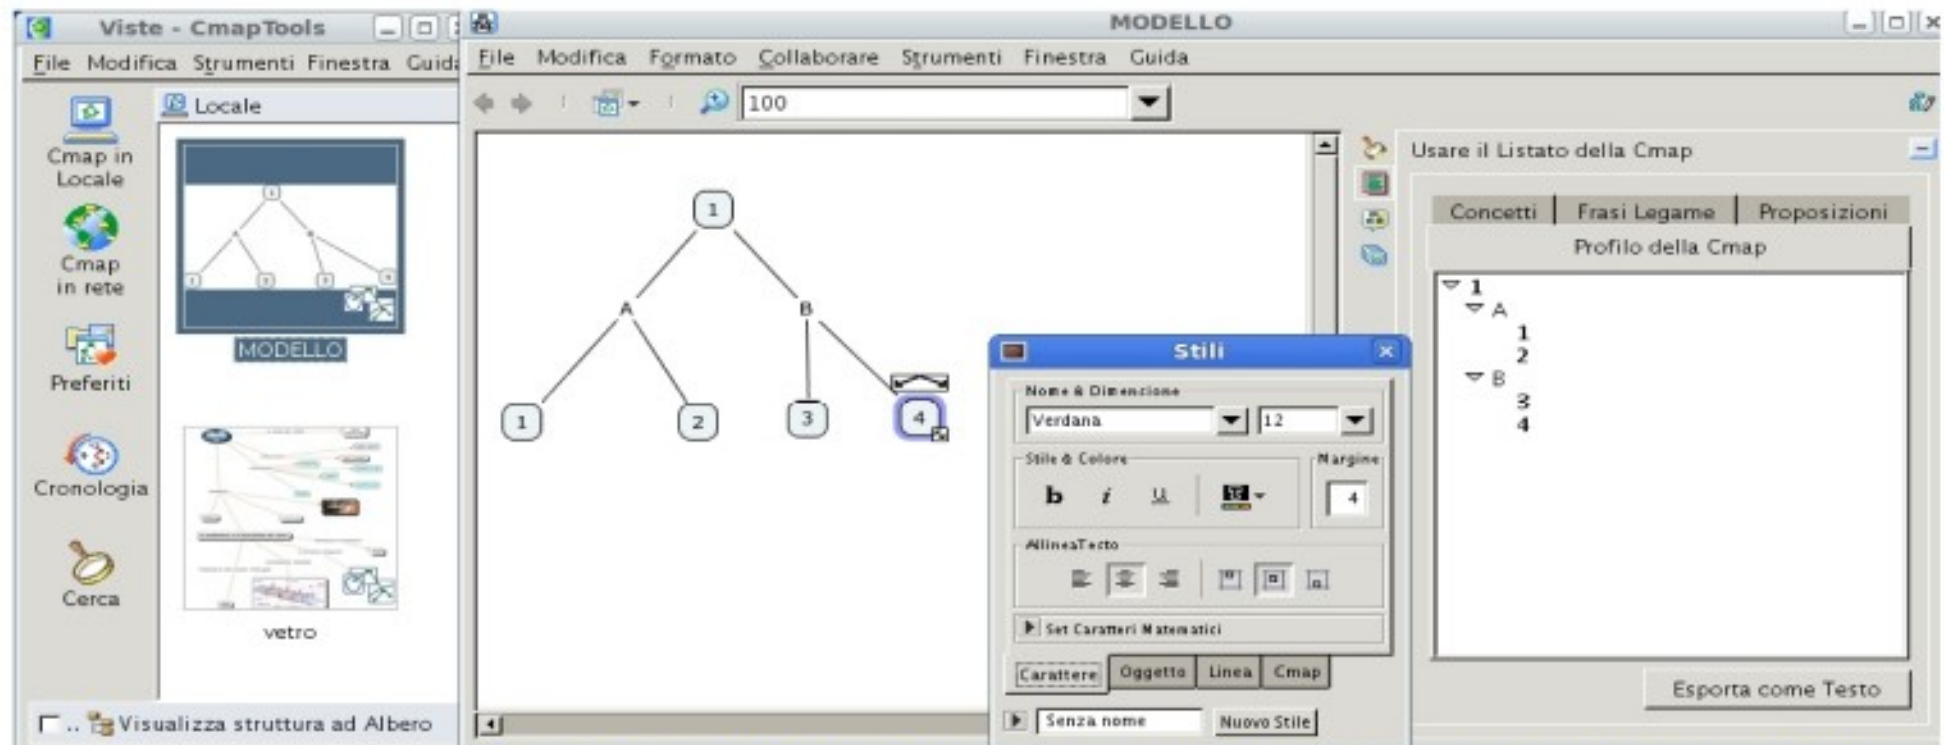 Viste - CmapTools
File Modifica Strumenti Finestra Guida
Locale
Cmap in
Locale
Cmap
in rete
Preferiti
Cronologia
Cerca
MODELLO
vetro
.. Visualizza struttura ad Albero
MODELLO
File Modifica Formato Collaborare Strumenti Finestra Guida
100
1
A B
1 2 3 4
Stili
Nome & Dimencione
Verdana 12
Stile & Colore Margine
b i u 4
AllineaTecto
Set Caratteri Matematici
Carattere Oggetto Linea Cmap
Senza nome Nuovo Stile
Usare il Listato della Cmap
Concetti Frasi Legame Proposizioni
Profilo della Cmap
1
A
1
2
B
3
4
Esporta come Testo